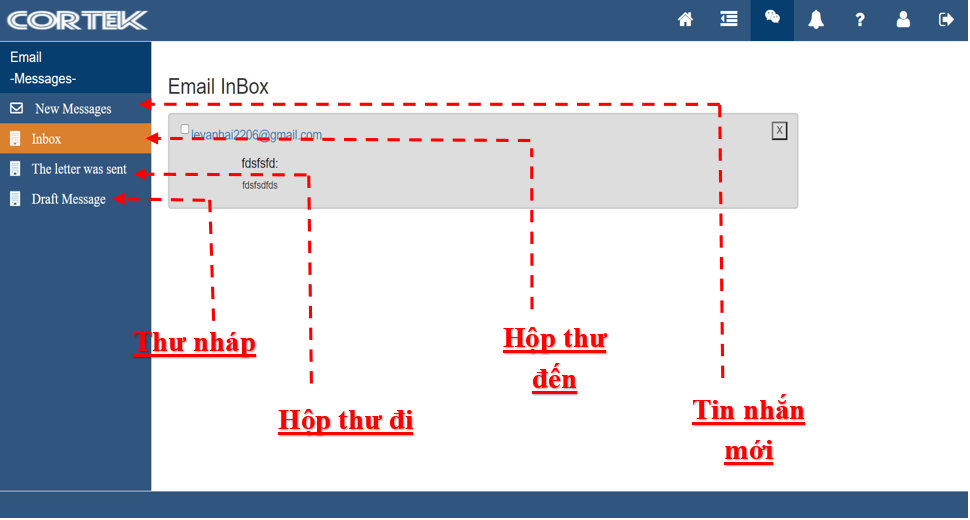 CORTEK
Email
-Messages-
New Messages
Inbox
The letter was sent
Draft Message
Email InBox
levanhai2206@gmail.com
X
fdsfsfd:
fdsfsdfds
Thư nháp
Hộp thư đi
Hộp thư
đến
Tin nhắn
mới